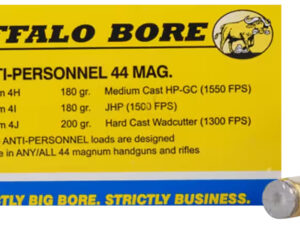 FFALO BORE
TI-PERSONNEL 44 MAG.
m 4H 180 gr. Medium Cast HP-GC (1550 FPS)
m 4I 180 gr. JHP (1500 FPS)
m 4J 200 gr. Hard Cast Wadcutter (1300 FPS)
ANTI-PERSONNEL loads are designed
e in ANY/ALL 44 magnum handguns and rifles
TLY BIG BORE. STRICTLY BUSINESS.